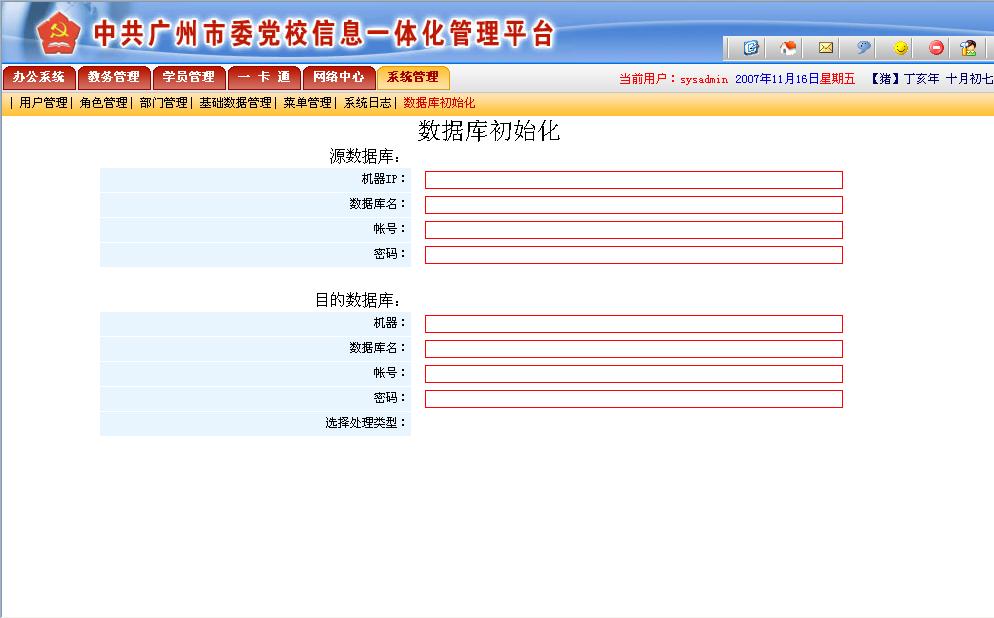 中共广州市委党校信息一体化管理平台
办公系统 教务管理 学员管理 一 卡 通 网络中心 系统管理 当前用户：sysadmin 2007年11月16日星期五 【猪】丁亥年 十月初七
| 用户管理| 角色管理| 部门管理| 基础数据管理| 菜单管理| 系统日志| 数据库初始化
数据库初始化
源数据库：
机器IP：
数据库名：
帐号：
密码：
目的数据库：
机器：
数据库名：
帐号：
密码：
选择处理类型：